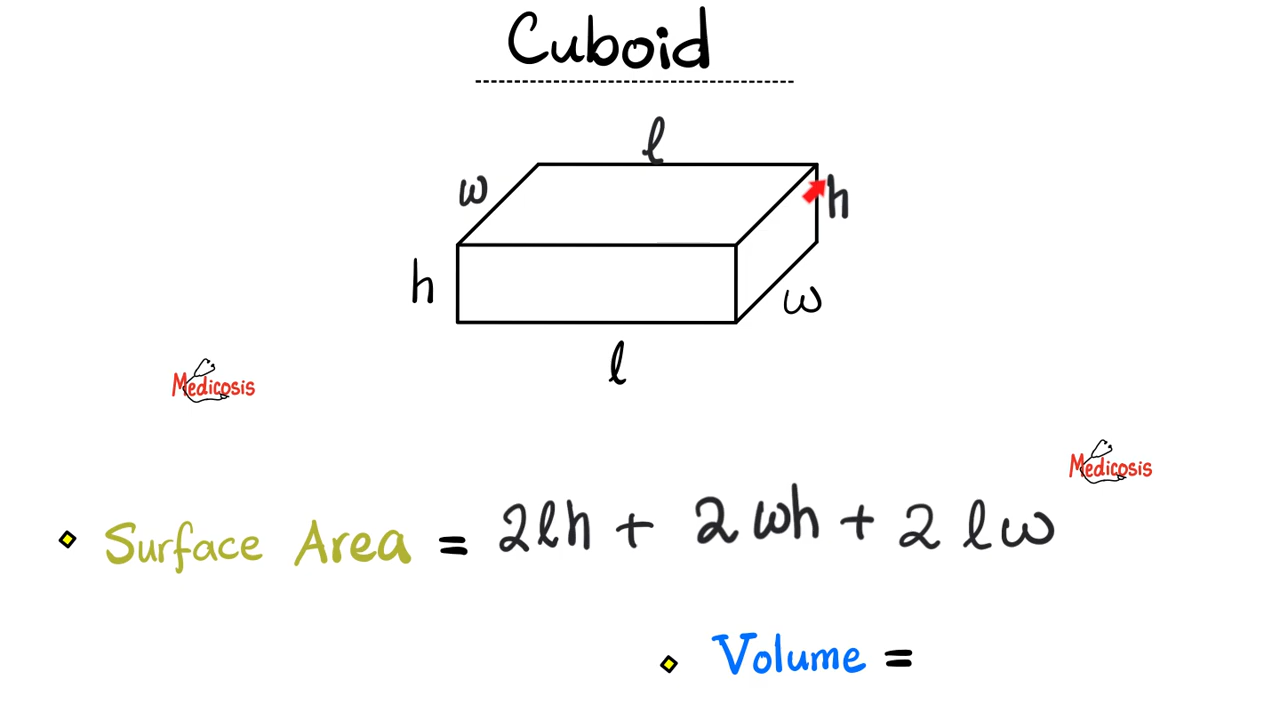 Cuboid
l
w
h
h
w
l
Medicosis
Medicosis
Surface Area = 2lh + 2wh + 2lw
Volume =